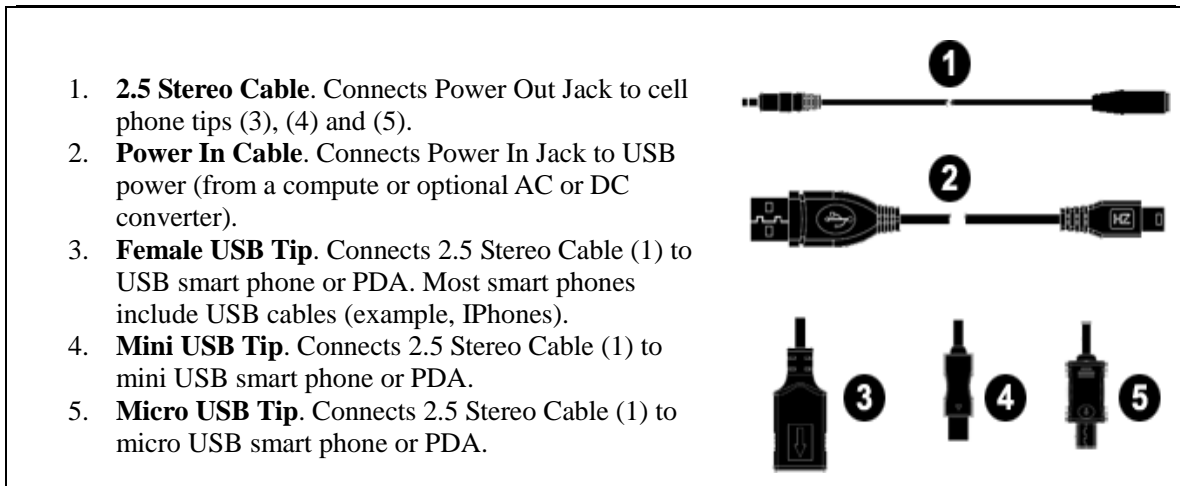 1. 2.5 Stereo Cable. Connects Power Out Jack to cell
phone tips (3), (4) and (5).
2. Power In Cable. Connects Power In Jack to USB
power (from a compute or optional AC or DC
converter).
3. Female USB Tip. Connects 2.5 Stereo Cable (1) to
USB smart phone or PDA. Most smart phones
include USB cables (example, IPhones).
4. Mini USB Tip. Connects 2.5 Stereo Cable (1) to
mini USB smart phone or PDA.
5. Micro USB Tip. Connects 2.5 Stereo Cable (1) to
micro USB smart phone or PDA.
1
2
3
4
5